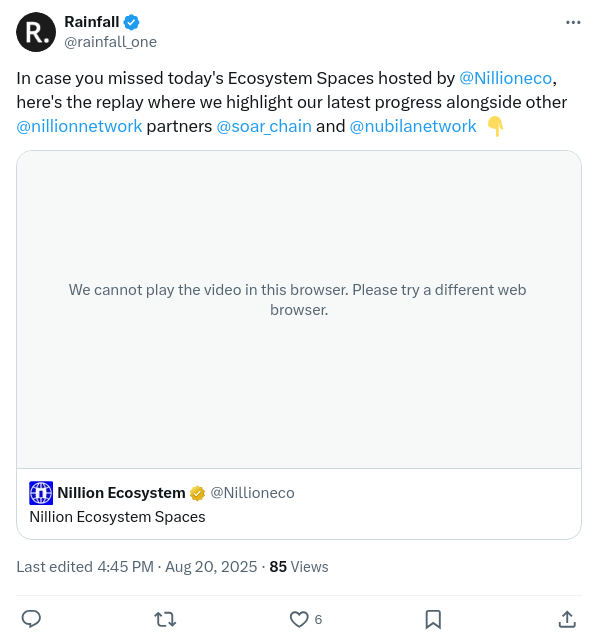 R.
Rainfall
@rainfall_one
In case you missed today's Ecosystem Spaces hosted by @Nillioneco,
here's the replay where we highlight our latest progress alongside other
@nillionnetwork partners @soar_chain and @nubilanetwork 👇
We cannot play the video in this browser. Please try a different web
browser.
Nillion Ecosystem @Nillioneco
Nillion Ecosystem Spaces
Last edited 4:45 PM · Aug 20, 2025 · 85 Views
6